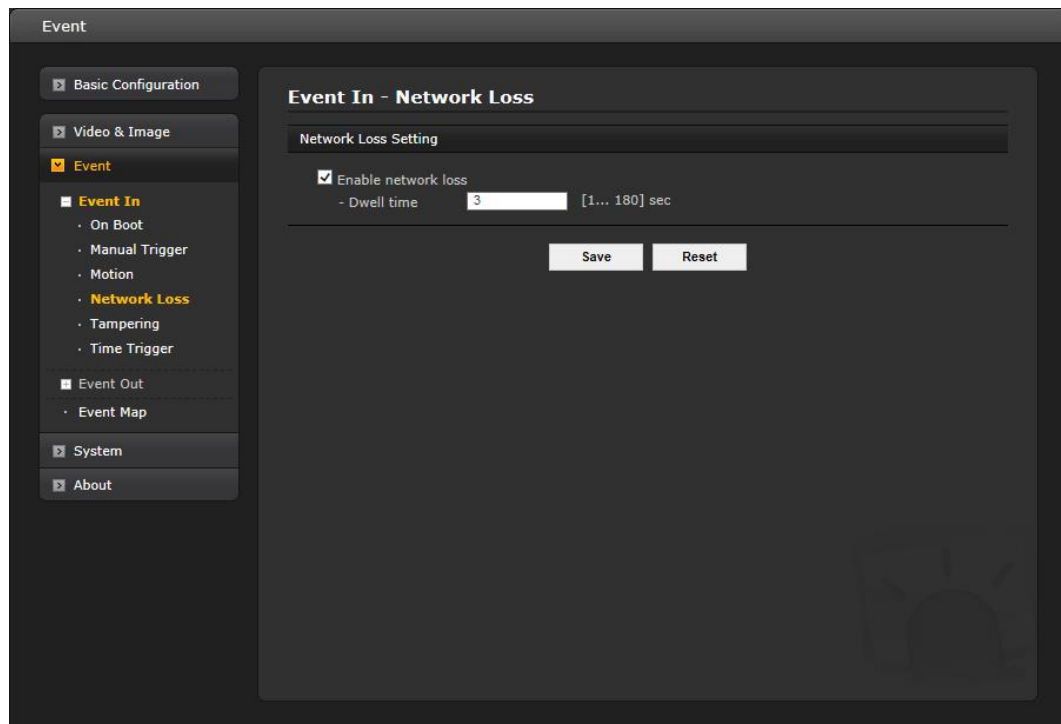 Event
Basic Configuration
Video & Image
Event
Event In
· On Boot
· Manual Trigger
· Motion
· Network Loss
· Tampering
· Time Trigger
Event Out
· Event Map
System
About
Event In - Network Loss
Network Loss Setting
Enable network loss
- Dwell time 3 [1... 180] sec
Save Reset